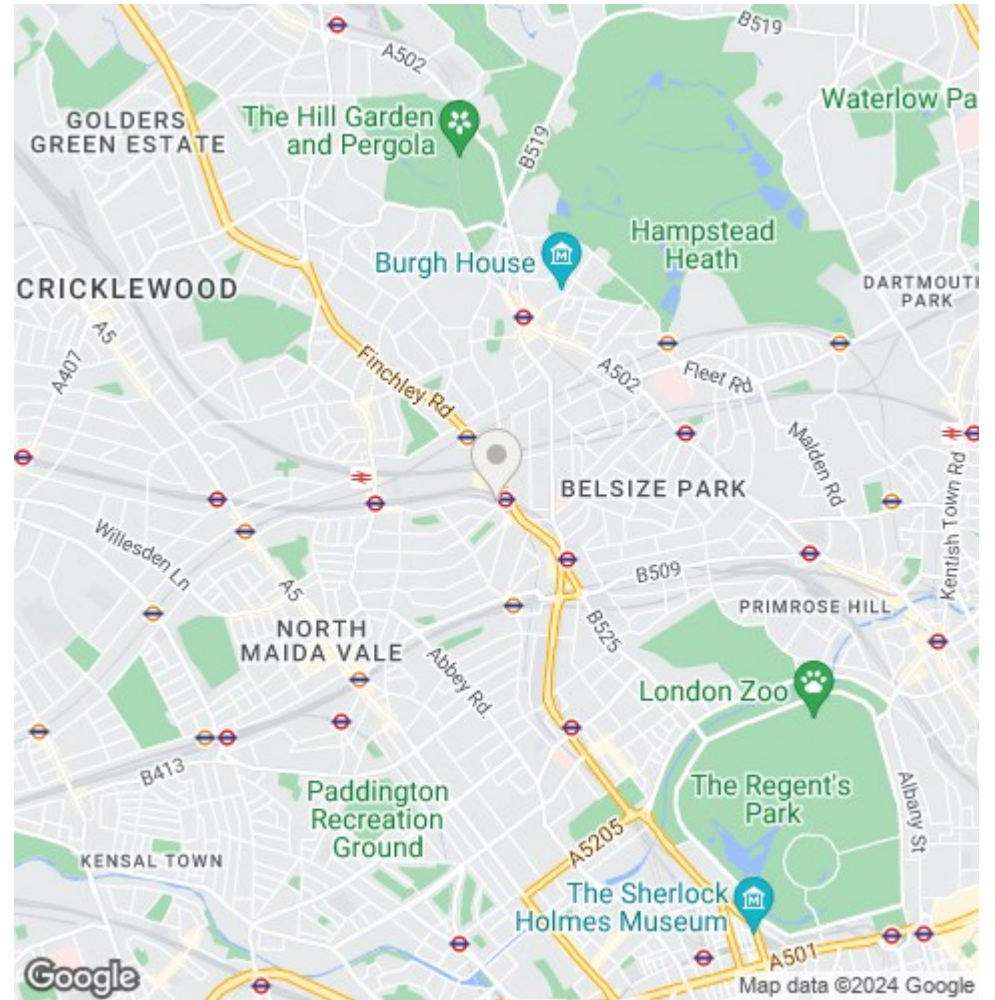 B519
A502
GOLDERS
GREEN ESTATE
The Hill Garden
and Pergola
Waterlow Pa
B519
Hampstead
Heath
Burgh House
CRICKLEWOOD
DARTMOUTH
PARK
A5
A407
Finchley Rd
A502
Fleet Rd
Malden Rd
BELSIZE PARK
Kentish Town Rd
Willesden Ln
A5
B509
PRIMROSE HILL
NORTH
MAIDA VALE
B525
Abbey Rd.
London Zoo
B413
Paddington
Recreation
Ground
The Regent's
Park
Albany St
A5205
KENSAL TOWN
The Sherlock
Holmes Museum
A501
Google
Map data ©2024 Google